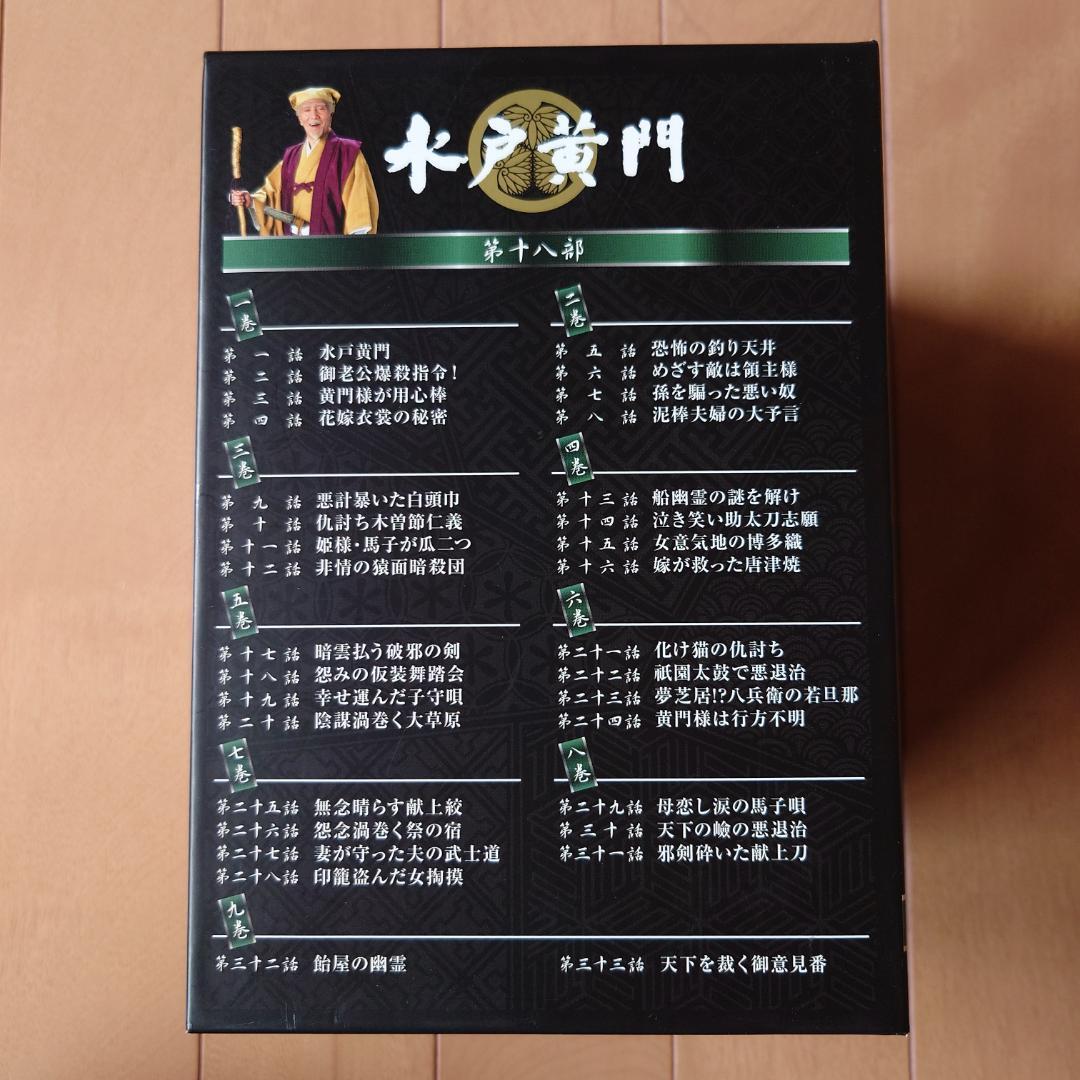 水戸黄門
第十八部
一巻
第一話 水戸黄門
第二話 御老公爆殺指令！
第三話 黄門様が用心棒
第四話 花嫁衣裳の秘密
二巻
第五話 恐怖の釣り天井
第六話 めざす敵は領主様
第七話 孫を騙った悪い奴
第八話 泥棒夫婦の大予言
三巻
第九話 悪計暴いた白頭巾
第十話 仇討ち木曽節仁義
第十一話 姫様・馬子が瓜二つ
第十二話 非情の猿面暗殺団
四巻
第十三話 船幽霊の謎を解け
第十四話 泣き笑い助太刀志願
第十五話 女意気地の博多織
第十六話 嫁が救った唐津焼
五巻
第十七話 暗雲払う破邪の剣
第十八話 怨みの仮装舞踏会
第十九話 幸せ運んだ子守唄
第二十話 陰謀渦巻く大草原
六巻
第二十一話 化け猫の仇討ち
第二十二話 祇園太鼓で悪退治
第二十三話 夢芝居!?八兵衛の若旦那
第二十四話 黄門様は行方不明
七巻
第二十五話 無念晴らす献上絞
第二十六話 怨念渦巻く祭の宿
第二十七話 妻が守った夫の武士道
第二十八話 印籠盗んだ女掏摸
八巻
第二十九話 母恋し涙の馬子唄
第三十話 天下の嶮の悪退治
第三十一話 邪剣砕いた献上刀
九巻
第三十二話 飴屋の幽霊
第三十三話 天下を裁く御意見番